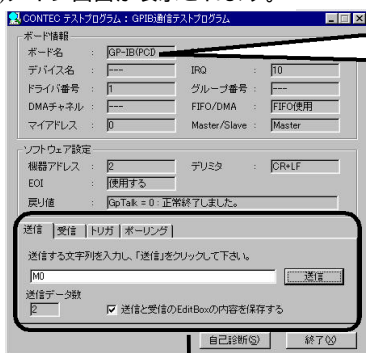 CONTEC テストプログラム : GPIB通信テストプログラム
ボード情報
ボード名 : GP-IB(PCI)
デバイス名 : --- IRQ : 10
ドライバ番号 : 1 グループ番号 : ---
DMAチャネル : --- FIFO/DMA : FIFO使用
マイアドレス : 0 Master/Slave : Master
ソフトウェア設定
機器アドレス : 2 デリミタ : CR+LF
EOI : 使用する
戻り値 : GpTalk = 0 : 正常終了しました。
送信 受信 トリガ ポーリング
送信する文字列を入力し、「送信」をクリックして下さい。
M0 送信
送信データ数
2 送信と受信のEditBoxの内容を保存する
自己診断(S) 終了(X)